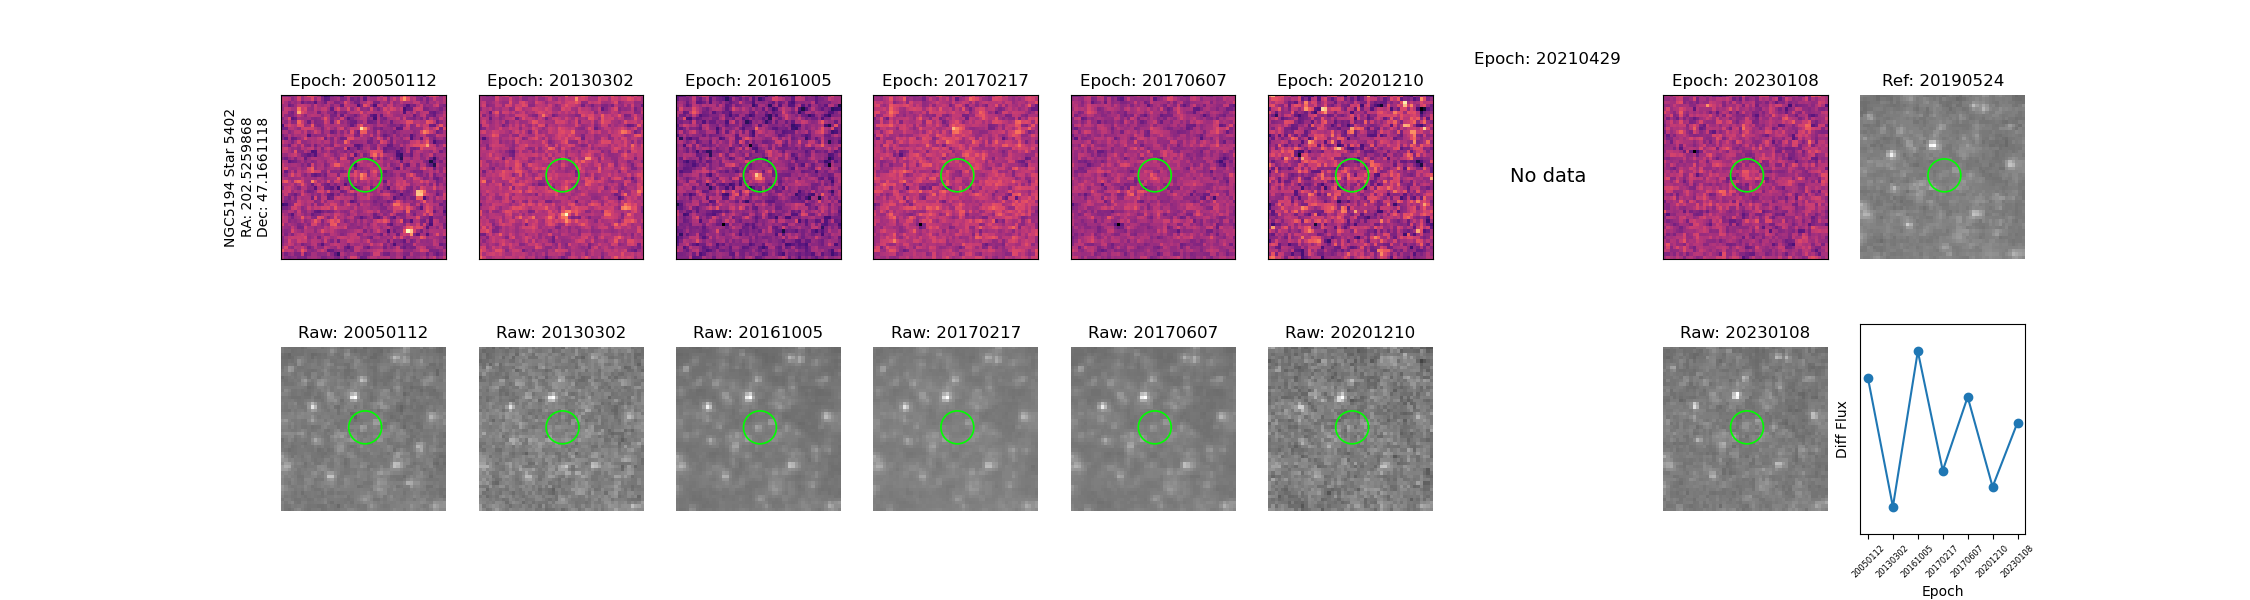 Epoch: 20210429
Epoch: 20050112
Epoch: 20130302
Epoch: 20161005
Epoch: 20170217
Epoch: 20170607
Epoch: 20201210
Epoch: 20230108
Ref: 20190524
NGC5194 Star 5402
RA: 202.5259868
Dec: 47.1661118
No data
Raw: 20050112
Raw: 20130302
Raw: 20161005
Raw: 20170217
Raw: 20170607
Raw: 20201210
Raw: 20230108
Diff Flux
20050112
20130302
20161005
20170217
20170607
20201210
20230108
Epoch